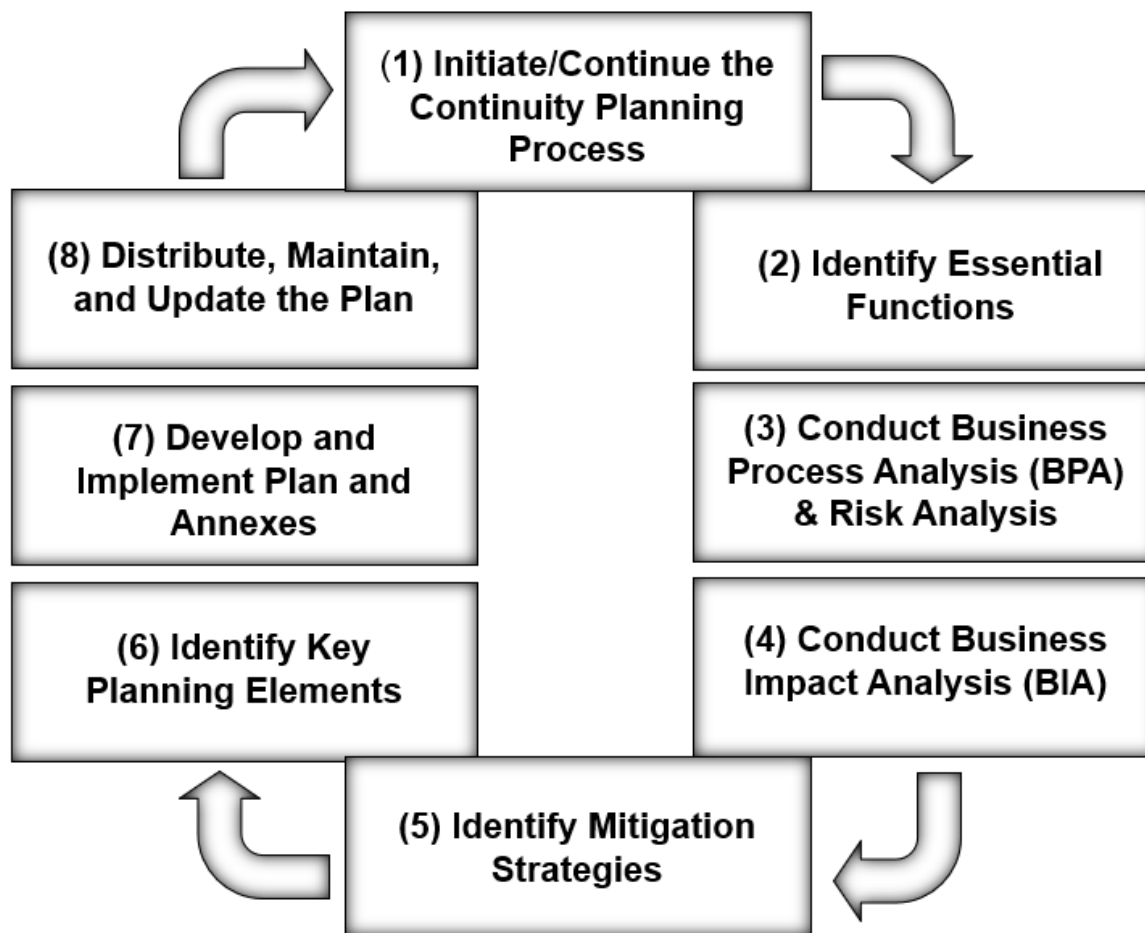 (1) Initiate/Continue the
Continuity Planning
Process
(2) Identify Essential
Functions
(3) Conduct Business
Process Analysis (BPA)
& Risk Analysis
(4) Conduct Business
Impact Analysis (BIA)
(5) Identify Mitigation
Strategies
(6) Identify Key
Planning Elements
(7) Develop and
Implement Plan and
Annexes
(8) Distribute, Maintain,
and Update the Plan